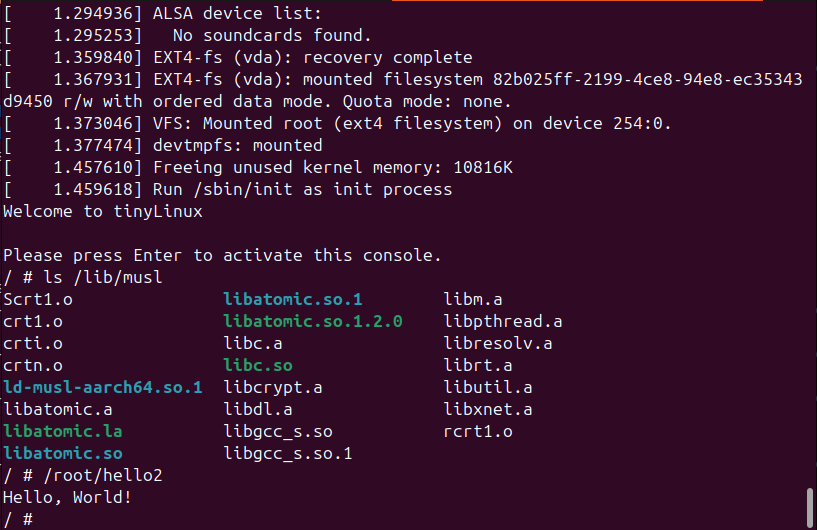 [    1.294936] ALSA device list:
[    1.295253]   No soundcards found.
[    1.359840] EXT4-fs (vda): recovery complete
[    1.367931] EXT4-fs (vda): mounted filesystem 82b025ff-2199-4ce8-94e8-ec35343
d9450 r/w with ordered data mode. Quota mode: none.
[    1.373046] VFS: Mounted root (ext4 filesystem) on device 254:0.
[    1.377474] devtmpfs: mounted
[    1.457610] Freeing unused kernel memory: 10816K
[    1.459618] Run /sbin/init as init process
Welcome to tinyLinux

Please press Enter to activate this console.
/ # ls /lib/musl
Scrt1.o               libatomic.so.1        libm.a
crt1.o                libatomic.so.1.2.0    libpthread.a
crti.o                libc.a                libresolv.a
crtn.o                libc.so               librt.a
ld-musl-aarch64.so.1  libcrypt.a            libutil.a
libatomic.a           libdl.a               libxnet.a
libatomic.la          libgcc_s.so           rcrt1.o
libatomic.so          libgcc_s.so.1
/ # /root/hello2
Hello, World!
/ #